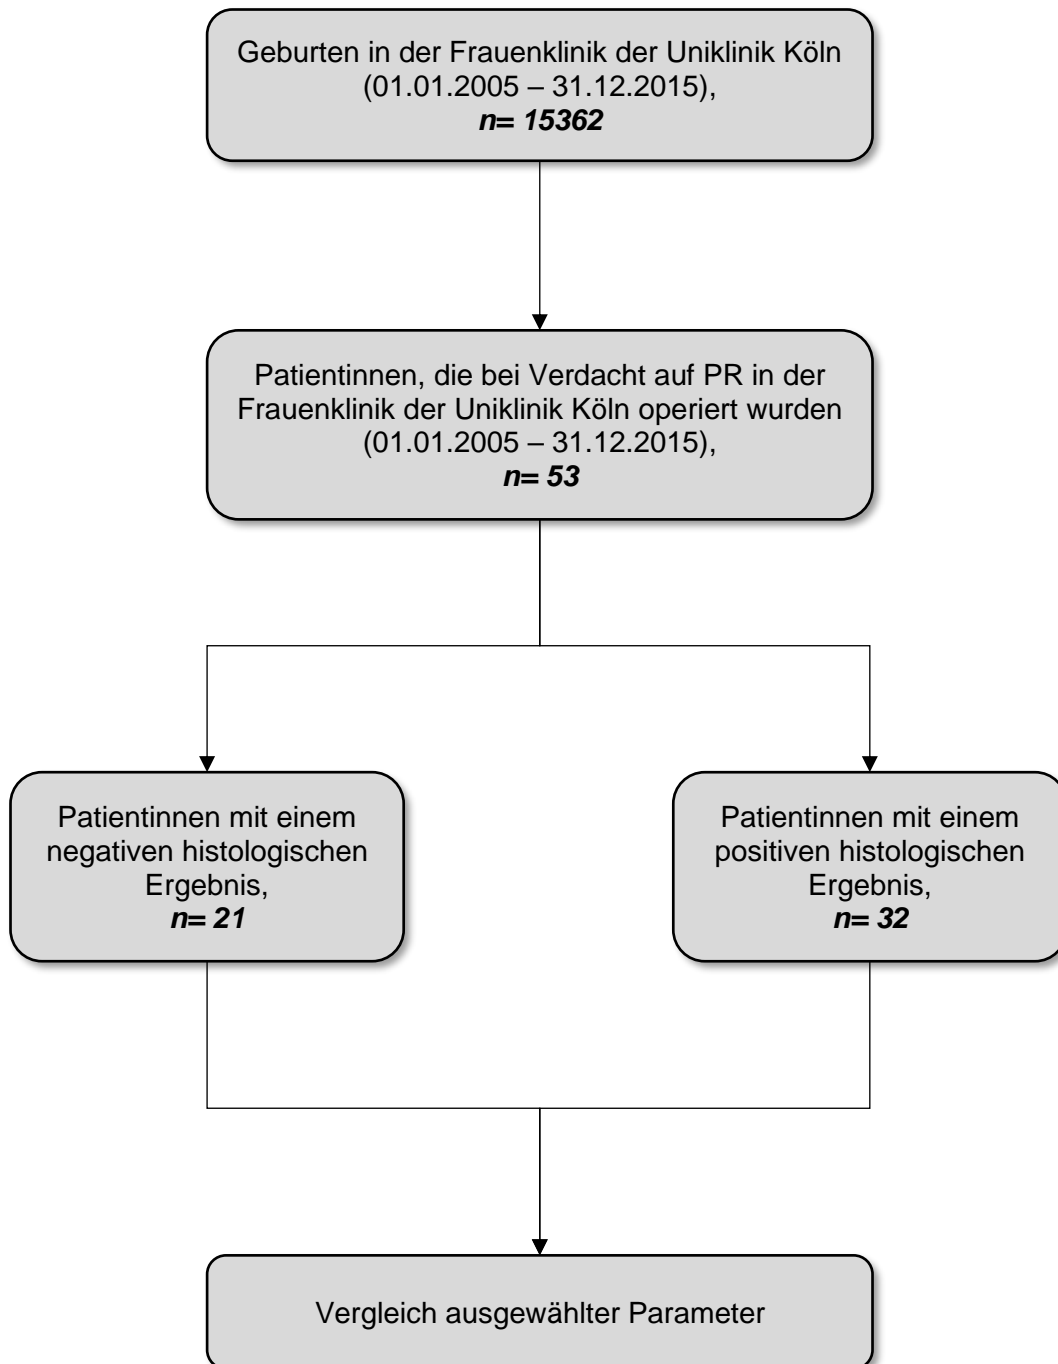 Geburten in der Frauenklinik der Uniklinik Köln
(01.01.2005 – 31.12.2015),
n= 15362
Patientinnen, die bei Verdacht auf PR in der
Frauenklinik der Uniklinik Köln operiert wurden
(01.01.2005 – 31.12.2015),
n= 53
Patientinnen mit einem
negativen histologischen
Ergebnis,
n= 21
Patientinnen mit einem
positiven histologischen
Ergebnis,
n= 32
Vergleich ausgewählter Parameter